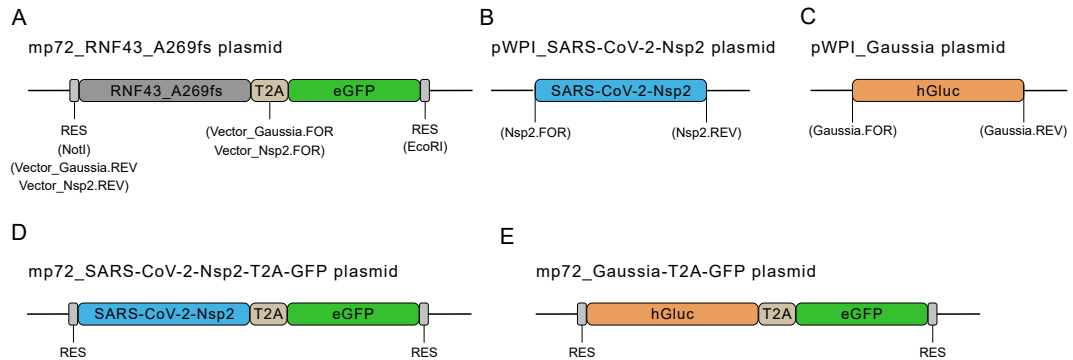 A
mp72_RNF43_A269fs plasmid
RNF43_A269fs
T2A
eGFP
RES
(NotI)
(Vector_Gaussia.REV
Vector_Nsp2.REV)
(Vector_Gaussia.FOR
Vector_Nsp2.FOR)
RES
(EcoRI)
B
pWPI_SARS-CoV-2-Nsp2 plasmid
SARS-CoV-2-Nsp2
(Nsp2.FOR)
(Nsp2.REV)
C
pWPI_Gaussia plasmid
hGluc
(Gaussia.FOR)
(Gaussia.REV)
D
mp72_SARS-CoV-2-Nsp2-T2A-GFP plasmid
SARS-CoV-2-Nsp2
T2A
eGFP
RES
RES
E
mp72_Gaussia-T2A-GFP plasmid
hGluc
T2A
eGFP
RES
RES